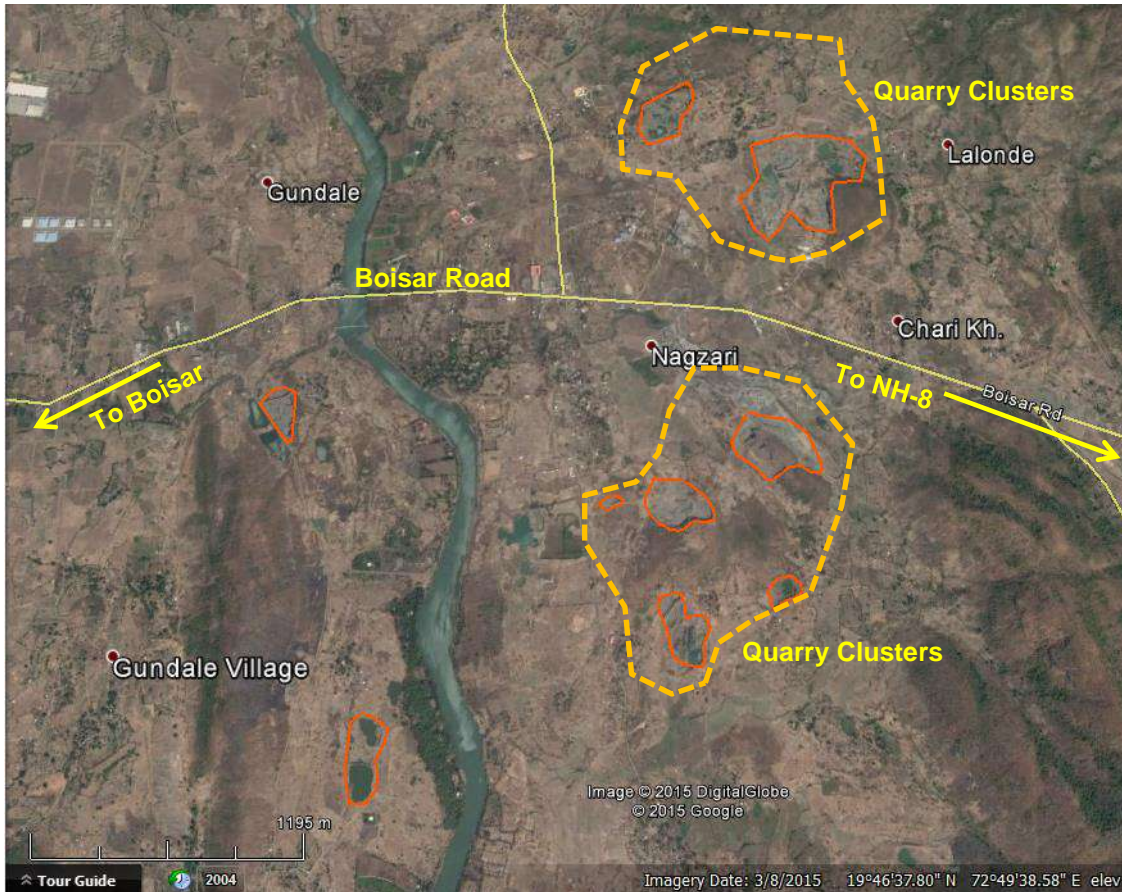 Quarry Clusters
Lalonde
Gundale
Boisar Road
Chari Kh.
Nagzari
To Boisar
To NH-8
Boisar Rd
Quarry Clusters
Gundale Village
Image © 2015 DigitalGlobe
© 2015 Google
1195 m
Tour Guide
2004
Imagery Date: 3/8/2015 19°46'37.80" N 72°49'38.58" E elev